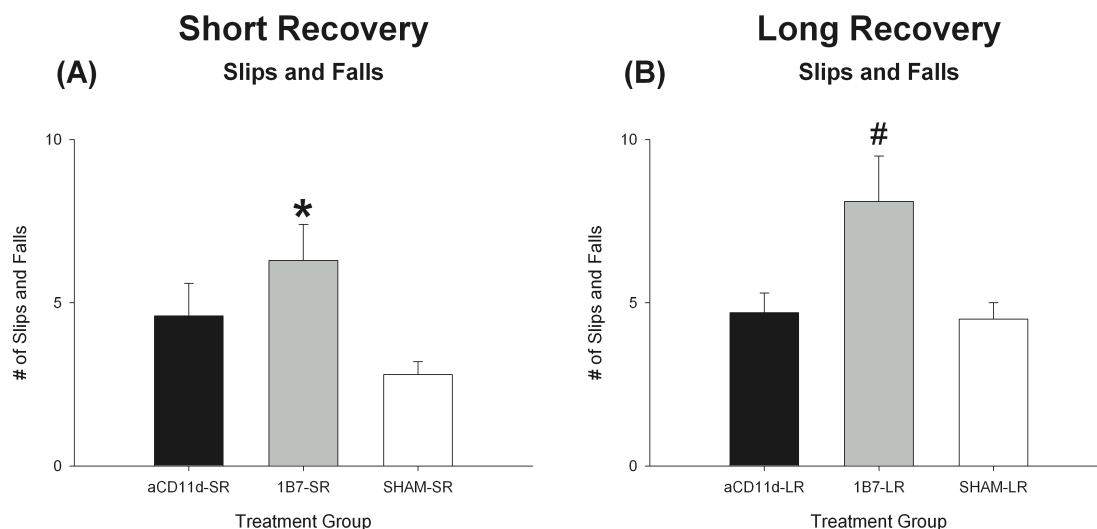 Short Recovery
(A)
Slips and Falls
10
*
# of Slips and Falls
5
0
aCD11d-SR
1B7-SR
SHAM-SR
Treatment Group
Long Recovery
(B)
Slips and Falls
10
#
# of Slips and Falls
5
0
aCD11d-LR
1B7-LR
SHAM-LR
Treatment Group